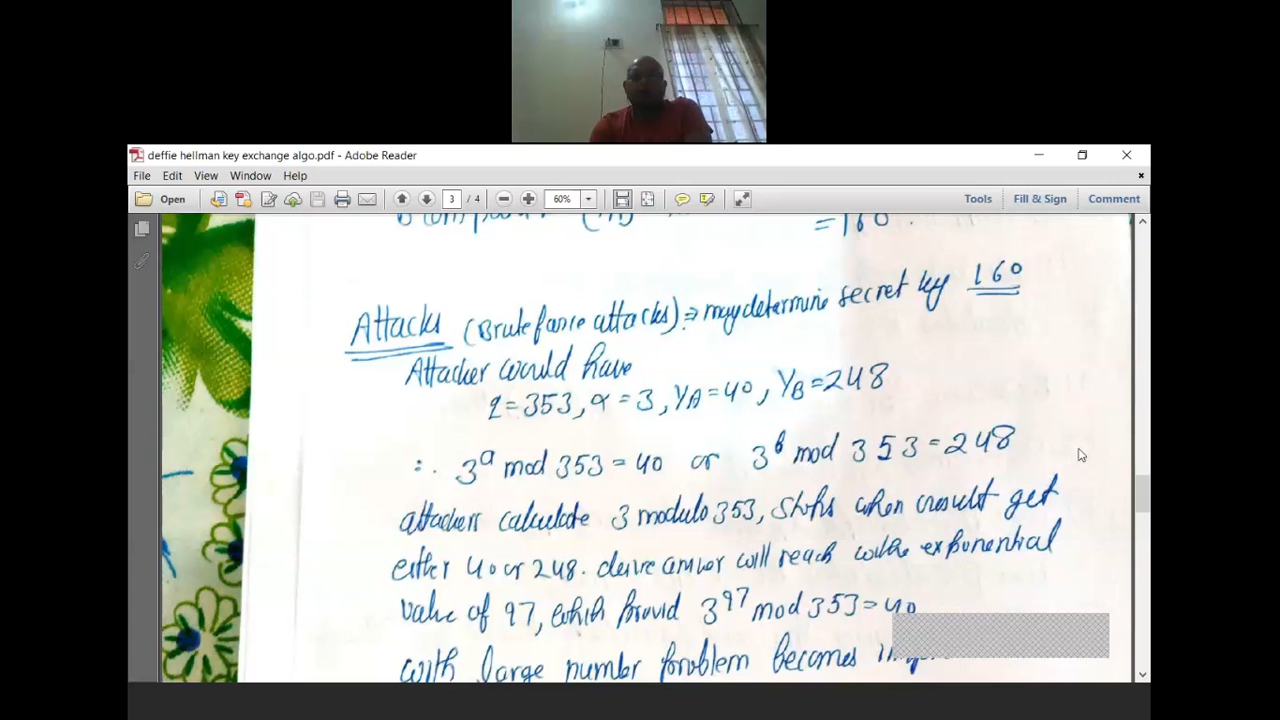 deffie hellman key exchange algo.pdf - Adobe Reader
File Edit View Window Help
Open 3 / 4 60% Tools Fill & Sign Comment
=160.
Attacks (Bruteforce attacks) ⇒ may determine secret key 160
Attacker would have
q=353, α=3, YA=40, YB=248
∴ 3^a mod 353=40 or 3^b mod 353=248
attackers calculate 3 modulo 353, stops when result get
either 40 or 248. desire answer will reach with exponential
value of 97, which provid 3^97 mod 353=40
with large number problem becomes